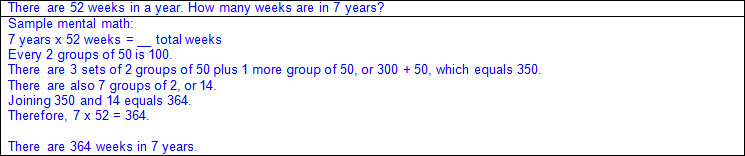 There are 52 weeks in a year. How many weeks are in 7 years?
Sample mental math:
7 years x 52 weeks = __ total weeks
Every 2 groups of 50 is 100.
There are 3 sets of 2 groups of 50 plus 1 more group of 50, or 300 + 50, which equals 350.
There are also 7 groups of 2, or 14.
Joining 350 and 14 equals 364.
Therefore, 7 x 52 = 364.
There are 364 weeks in 7 years.